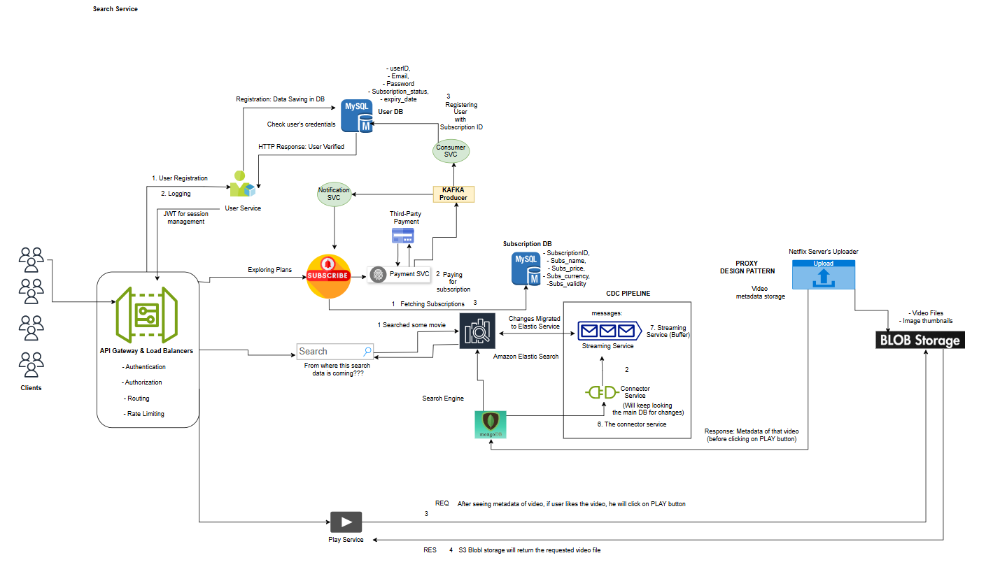 Search Service
- userID,
- Email,
- Password
- Subscription_status,
- expiry_date
MySQL
User DB
Registration: Data Saving in DB
Check user's credentials
HTTP Response: User Verified
3
Registering
User
with
Subscription ID
Consumer
SVC
1. User Registration
2. Logging
User Service
JWT for session
management
Notification
SVC
KAFKA
Producer
Third-Party
Payment
Exploring Plans
SUBSCRIBE
Payment SVC
2 Paying
for
subscription
1 Fetching Subscriptions 3
Subscription DB
MySQL
- SubscriptionID,
- Subs_name,
- Subs_price,
- Subs_currency,
-Subs_validity
Netflix Server's Uploader
Upload
PROXY
DESIGN PATTERN
Video
metadata storage
- Video Files
- Image thumbnails
BLOB Storage
Clients
API Gateway & Load Balancers
- Authentication
- Authorization
- Routing
- Rate Limiting
1 Searched some movie
Search
From where this search
data is coming???
Amazon Elastic Search
Changes Migrated
to Elastic Service
CDC PIPELINE
messages:
7. Streaming
Service (Buffer)
Streaming Service
2
Connector
Service
(Will keep looking
the main DB for changes)
6. The connector service
Search Engine
mongoDB
Response: Metadata of that video
(before clicking on PLAY button)
REQ After seeing metadata of video, if user likes the video, he will click on PLAY button
3
Play Service
RES 4 S3 Blobl storage will return the requested video file